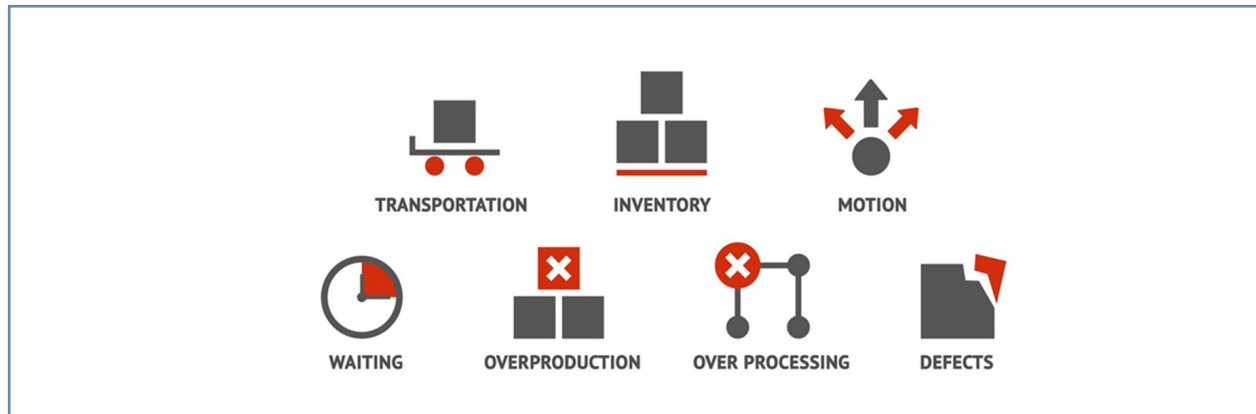 TRANSPORTATION
INVENTORY
MOTION
WAITING
OVERPRODUCTION
OVER PROCESSING
DEFECTS